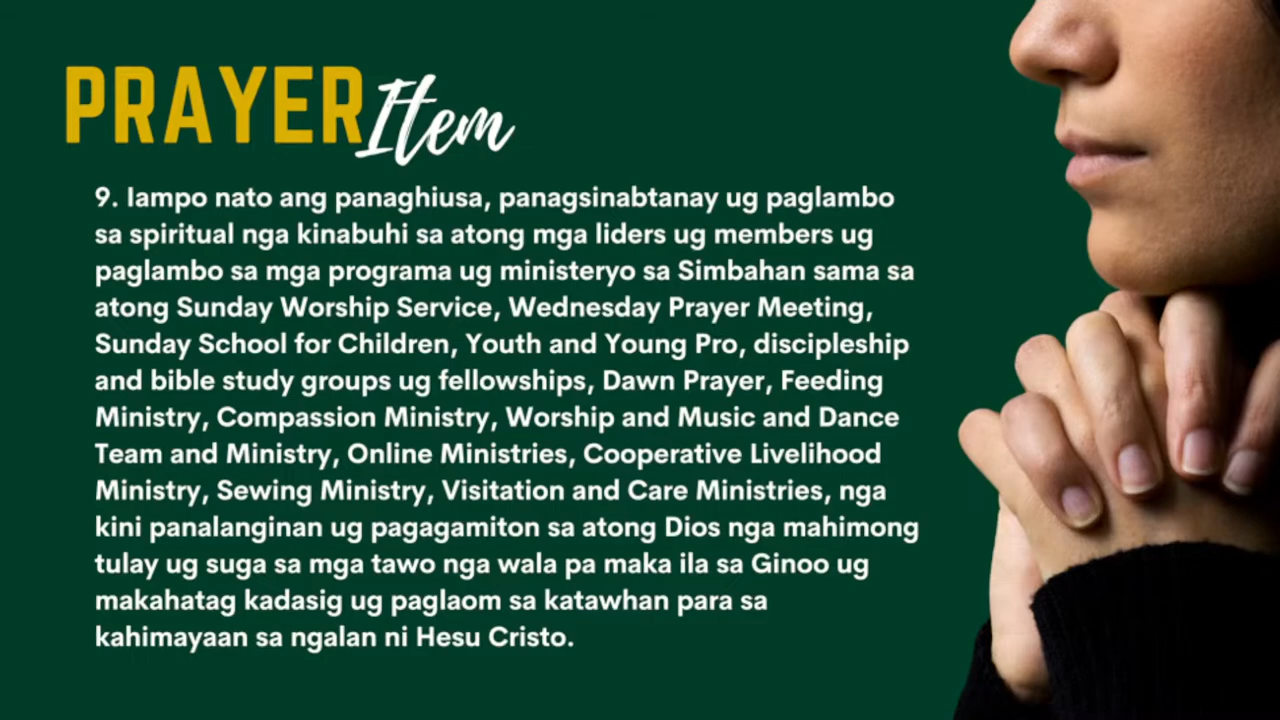 PRAYER Item
9. Iampo nato ang panaghiusa, panagsinabtanay ug paglambo
sa spiritual nga kinabuhi sa atong mga liders ug members ug
paglambo sa mga programa ug ministeryo sa Simbahan sama sa
atong Sunday Worship Service, Wednesday Prayer Meeting,
Sunday School for Children, Youth and Young Pro, discipleship
and bible study groups ug fellowships, Dawn Prayer, Feeding
Ministry, Compassion Ministry, Worship and Music and Dance
Team and Ministry, Online Ministries, Cooperative Livelihood
Ministry, Sewing Ministry, Visitation and Care Ministries, nga
kini panalanginan ug pagagamiton sa atong Dios nga mahimong
tulay ug suga sa mga tawo nga wala pa maka ila sa Ginoo ug
makahatag kadasig ug paglaom sa katawhan para sa
kahimayaan sa ngalan ni Hesu Cristo.